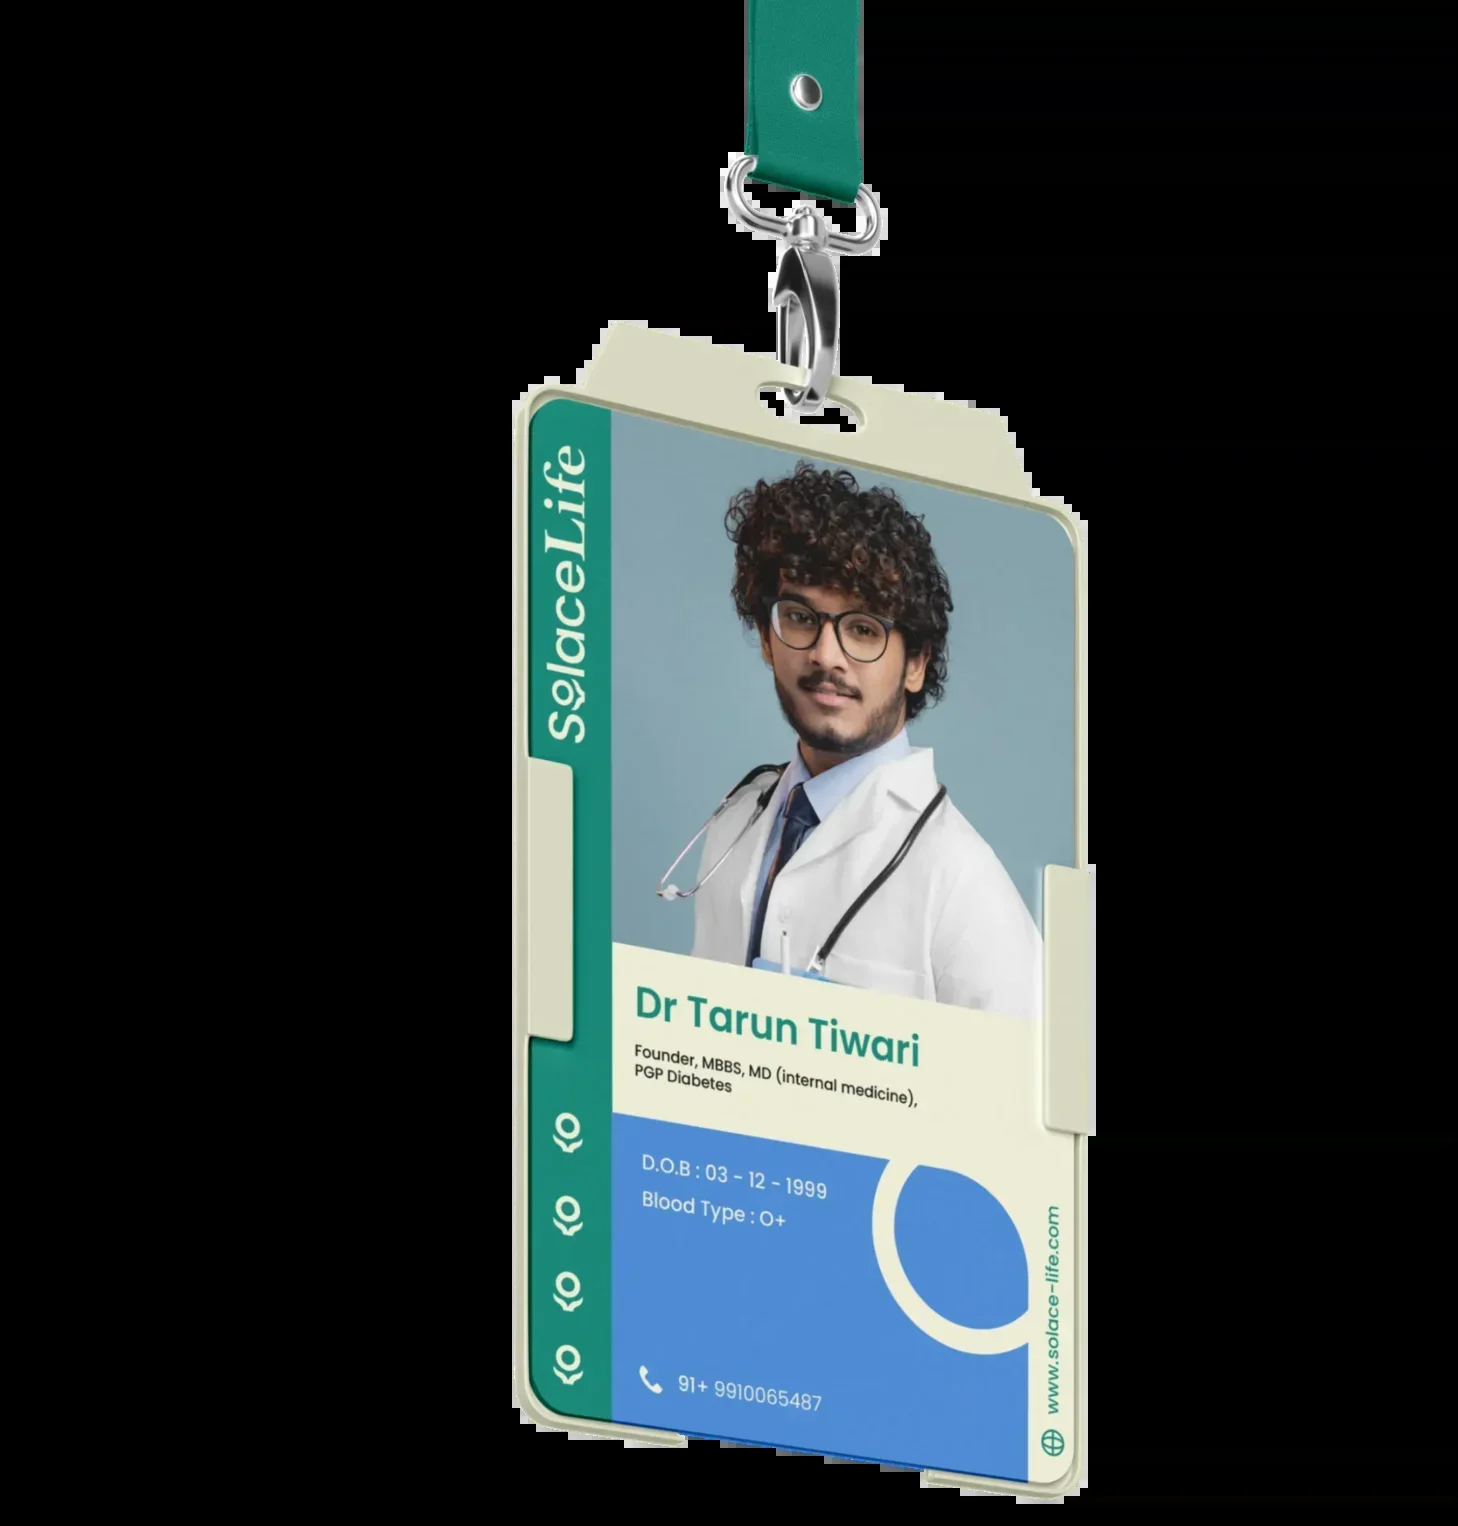 SolaceLife
Dr Tarun Tiwari
Founder, MBBS, MD (internal medicine),
PGP Diabetes
D.O.B : 03 - 12 - 1999
Blood Type : O+
91+ 9910065487
www.solace-life.com